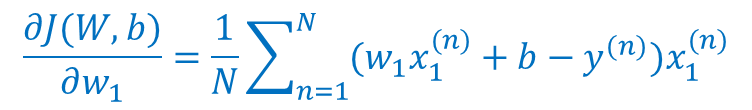 ∂J(W, b)/∂w₁ = 1/N ∑ₙ₌₁ᴺ (w₁x₁⁽ⁿ⁾ + b − y⁽ⁿ⁾)x₁⁽ⁿ⁾